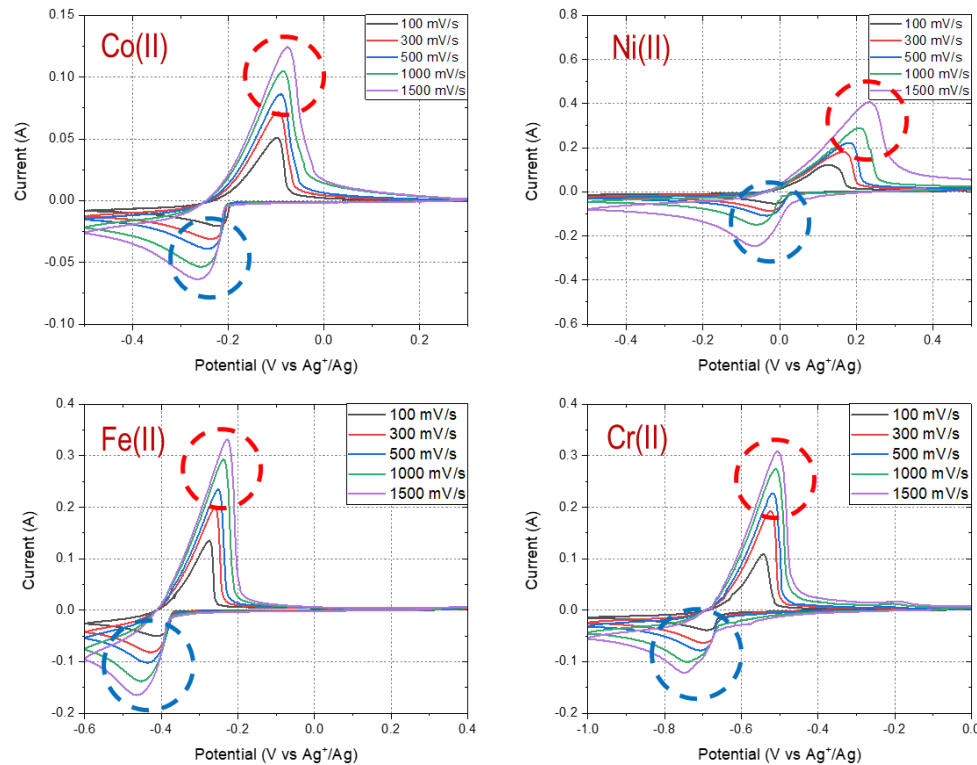 Co(II)
100 mV/s
300 mV/s
500 mV/s
1000 mV/s
1500 mV/s
0.15
0.10
0.05
0.00
-0.05
-0.10
Current (A)
-0.4
-0.2
0.0
0.2
Potential (V vs Ag⁺/Ag)
Ni(II)
100 mV/s
300 mV/s
500 mV/s
1000 mV/s
1500 mV/s
0.8
0.6
0.4
0.2
0.0
-0.2
-0.4
-0.6
Current (A)
-0.4
-0.2
0.0
0.2
0.4
Potential (V vs Ag⁺/Ag)
Fe(II)
100 mV/s
300 mV/s
500 mV/s
1000 mV/s
1500 mV/s
0.4
0.3
0.2
0.1
0.0
-0.1
-0.2
Current (A)
-0.6
-0.4
-0.2
0.0
0.2
0.4
Potential (V vs Ag⁺/Ag)
Cr(II)
100 mV/s
300 mV/s
500 mV/s
1000 mV/s
1500 mV/s
0.4
0.3
0.2
0.1
0.0
-0.1
-0.2
Current (A)
-1.0
-0.8
-0.6
-0.4
-0.2
0.0
Potential (V vs Ag⁺/Ag)